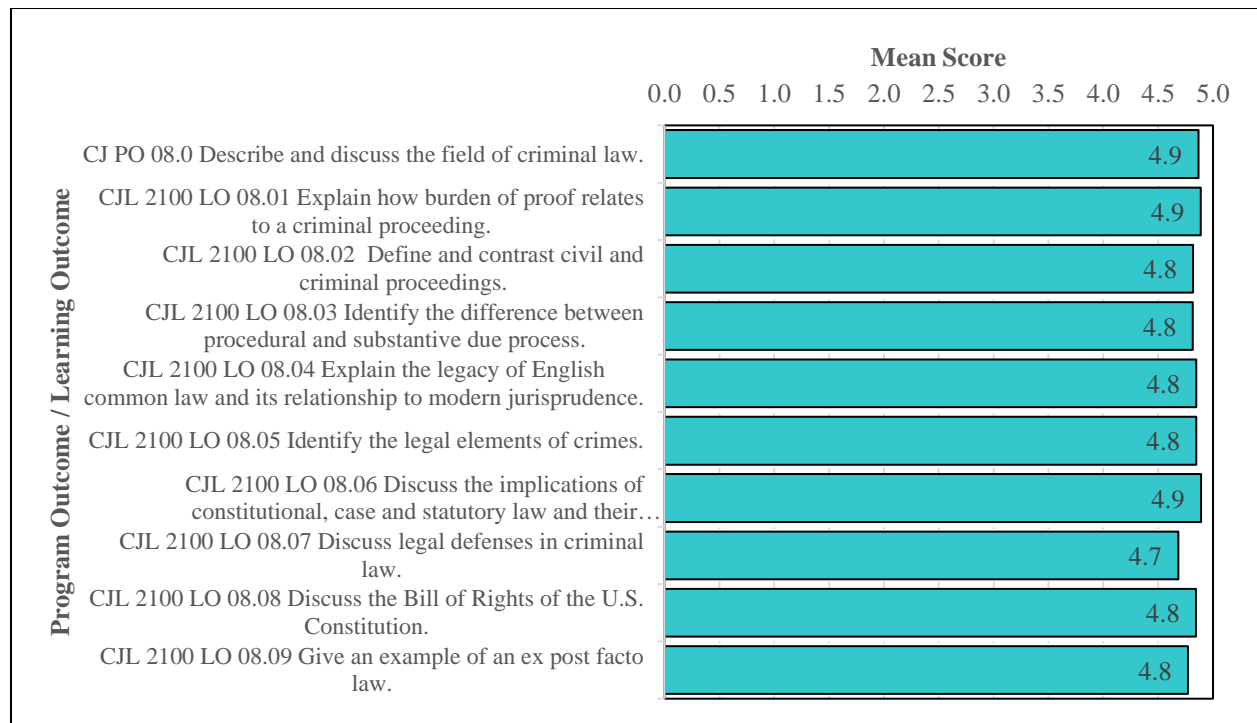 Mean Score
0.0 0.5 1.0 1.5 2.0 2.5 3.0 3.5 4.0 4.5 5.0
Program Outcome / Learning Outcome
CJ PO 08.0 Describe and discuss the field of criminal law.
4.9
CJL 2100 LO 08.01 Explain how burden of proof relates
to a criminal proceeding.
4.9
CJL 2100 LO 08.02  Define and contrast civil and
criminal proceedings.
4.8
CJL 2100 LO 08.03 Identify the difference between
procedural and substantive due process.
4.8
CJL 2100 LO 08.04 Explain the legacy of English
common law and its relationship to modern jurisprudence.
4.8
CJL 2100 LO 08.05 Identify the legal elements of crimes.
4.8
CJL 2100 LO 08.06 Discuss the implications of
constitutional, case and statutory law and their…
4.9
CJL 2100 LO 08.07 Discuss legal defenses in criminal
law.
4.7
CJL 2100 LO 08.08 Discuss the Bill of Rights of the U.S.
Constitution.
4.8
CJL 2100 LO 08.09 Give an example of an ex post facto
law.
4.8